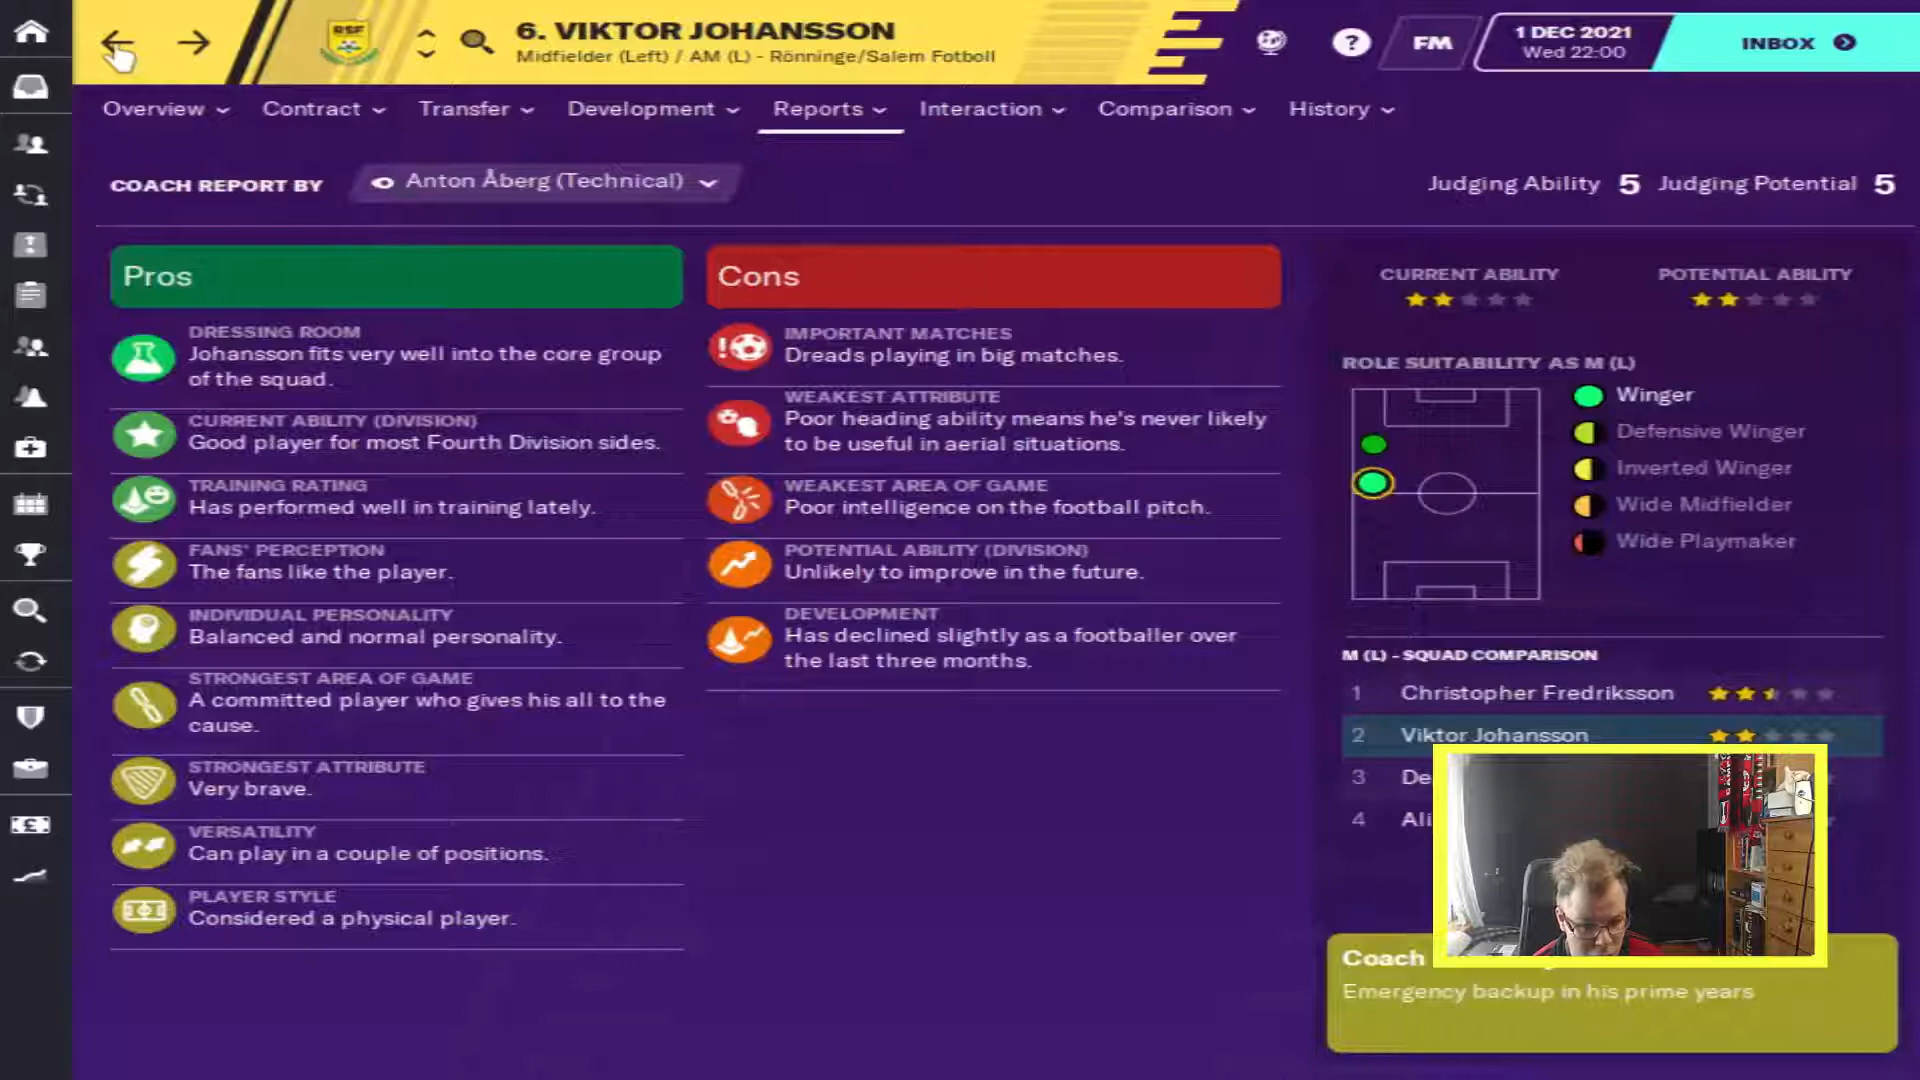 6. VIKTOR JOHANSSON
Midfielder (Left) / AM (L) - Rönninge/Salem Fotboll
RSF
?
FM
1 DEC 2021
Wed 22:00
INBOX
Overview
Contract
Transfer
Development
Reports
Interaction
Comparison
History
COACH REPORT BY
Anton Åberg (Technical)
Judging Ability 5 Judging Potential 5
Pros
DRESSING ROOM
Johansson fits very well into the core group
of the squad.
CURRENT ABILITY (DIVISION)
Good player for most Fourth Division sides.
TRAINING RATING
Has performed well in training lately.
FANS' PERCEPTION
The fans like the player.
INDIVIDUAL PERSONALITY
Balanced and normal personality.
STRONGEST AREA OF GAME
A committed player who gives his all to the
cause.
STRONGEST ATTRIBUTE
Very brave.
VERSATILITY
Can play in a couple of positions.
PLAYER STYLE
Considered a physical player.
Cons
IMPORTANT MATCHES
Dreads playing in big matches.
WEAKEST ATTRIBUTE
Poor heading ability means he's never likely
to be useful in aerial situations.
WEAKEST AREA OF GAME
Poor intelligence on the football pitch.
POTENTIAL ABILITY (DIVISION)
Unlikely to improve in the future.
DEVELOPMENT
Has declined slightly as a footballer over
the last three months.
CURRENT ABILITY
POTENTIAL ABILITY
ROLE SUITABILITY AS M (L)
Winger
Defensive Winger
Inverted Winger
Wide Midfielder
Wide Playmaker
M (L) - SQUAD COMPARISON
1 Christopher Fredriksson
2 Viktor Johansson
3 De
4 Ali
Coach
Emergency backup in his prime years